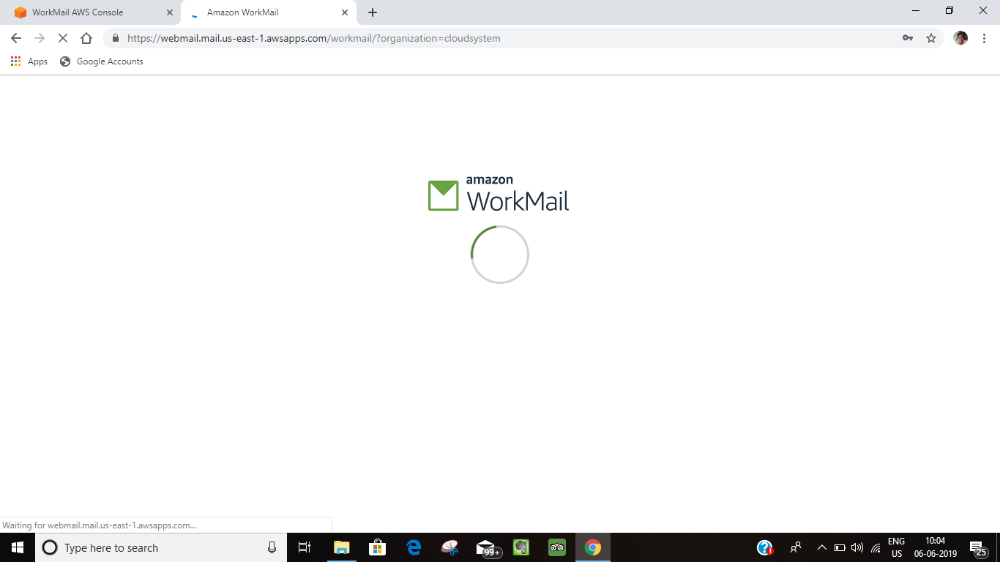 WorkMail AWS Console
Amazon WorkMail
https://webmail.mail.us-east-1.awsapps.com/workmail/?organization=cloudsystem
Apps
Google Accounts
amazon
WorkMail
Waiting for webmail.mail.us-east-1.awsapps.com...
Type here to search
99+
ENG
US
10:04
06-06-2019
25